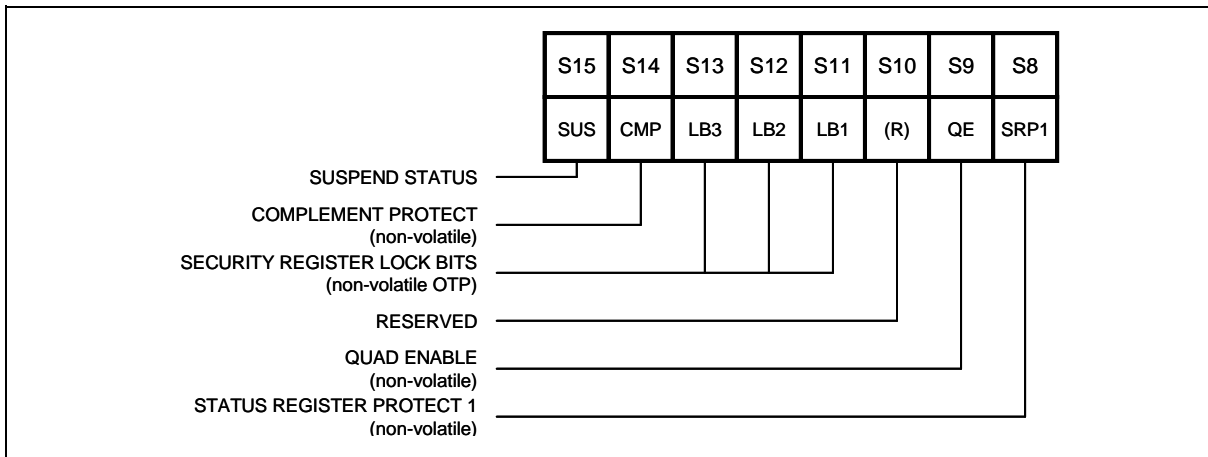 S15 S14 S13 S12 S11 S10 S9 S8
SUS CMP LB3 LB2 LB1 (R) QE SRP1
SUSPEND STATUS
COMPLEMENT PROTECT
(non-volatile)
SECURITY REGISTER LOCK BITS
(non-volatile OTP)
RESERVED
QUAD ENABLE
(non-volatile)
STATUS REGISTER PROTECT 1
(non-volatile)